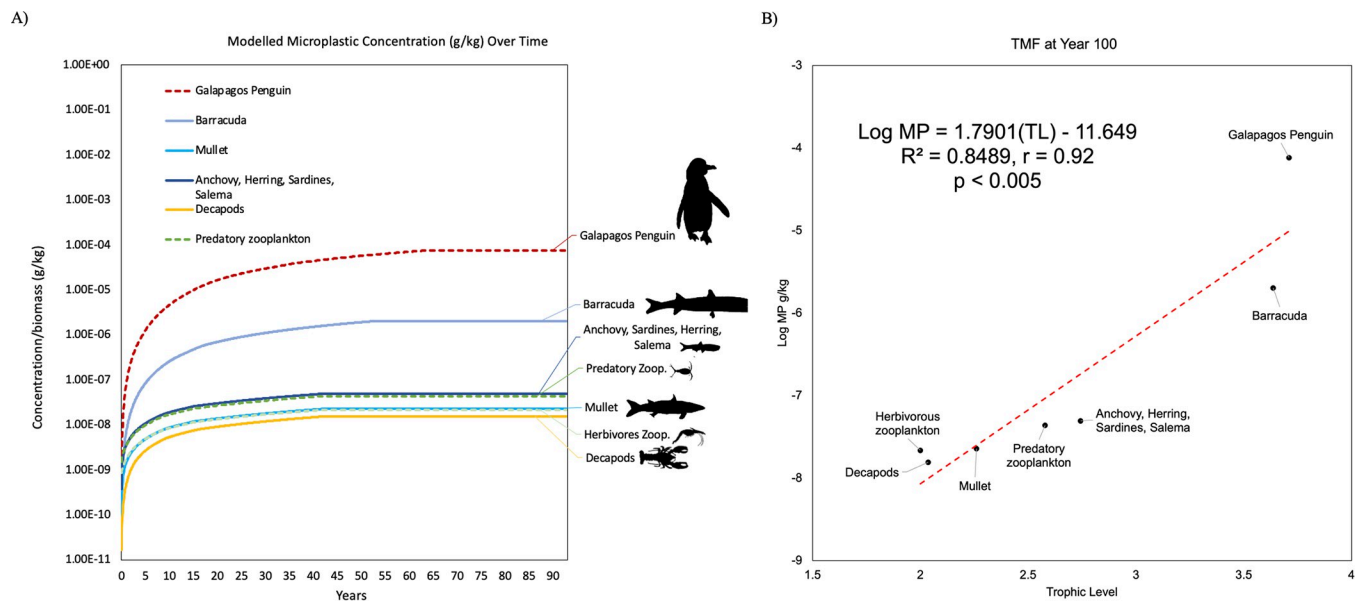 A)
Modelled Microplastic Concentration (g/kg) Over Time
Concentrationn/biomass (g/kg)
1.00E+00
1.00E-01
1.00E-02
1.00E-03
1.00E-04
1.00E-05
1.00E-06
1.00E-07
1.00E-08
1.00E-09
1.00E-10
1.00E-11
Galapagos Penguin
Barracuda
Mullet
Anchovy, Herring, Sardines,
Salema
Decapods
Predatory zooplankton
Galapagos Penguin
Barracuda
Anchovy, Sardines, Herring,
Salema
Predatory Zoop.
Mullet
Herbivores Zoop.
Decapods
0 5 10 15 20 25 30 35 40 45 50 55 60 65 70 75 80 85 90
Years
B)
TMF at Year 100
Log MP g/kg
-3
-4
-5
-6
-7
-8
-9
Log MP = 1.7901(TL) - 11.649
R² = 0.8489, r = 0.92
p < 0.005
Galapagos Penguin
Barracuda
Anchovy, Herring,
Sardines, Salema
Herbivorous
zooplankton
Predatory
zooplankton
Decapods
Mullet
1.5 2 2.5 3 3.5 4
Trophic Level